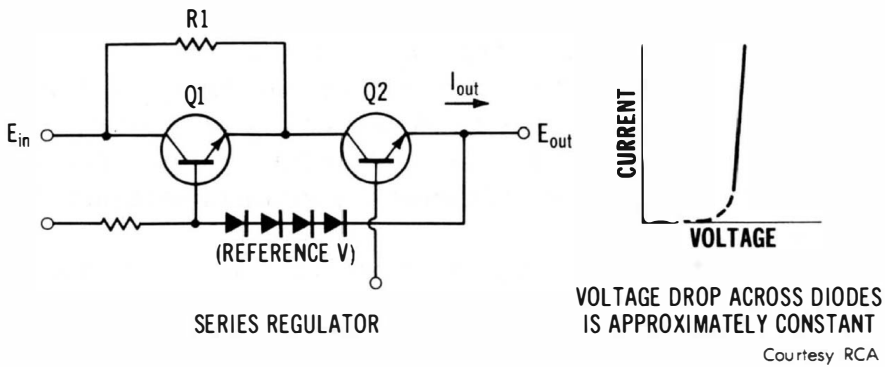 R1
Q1
Q2
I_out
E_in
E_out
(REFERENCE V)
SERIES REGULATOR
CURRENT
VOLTAGE
VOLTAGE DROP ACROSS DIODES
IS APPROXIMATELY CONSTANT
Courtesy RCA